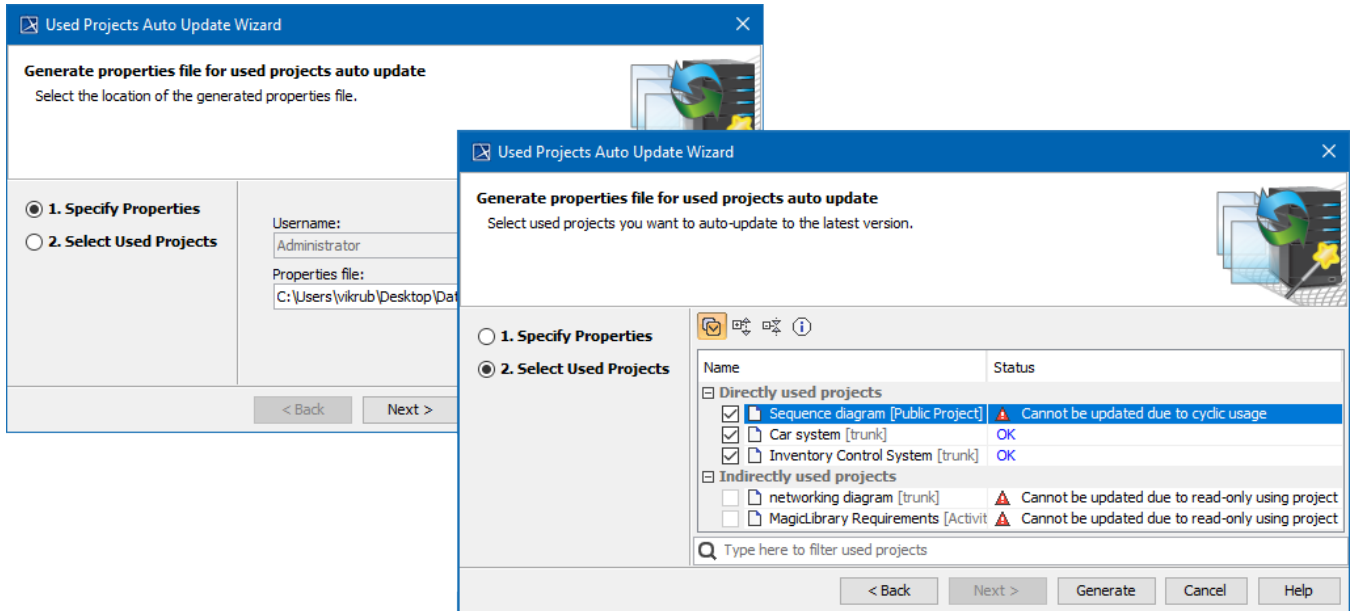 Used Projects Auto Update Wizard
Generate properties file for used projects auto update
Select the location of the generated properties file.
1. Specify Properties
2. Select Used Projects
Username:
Administrator
Properties file:
C:\Users\vikrub\Desktop\Dat
< Back Next >
Used Projects Auto Update Wizard
Generate properties file for used projects auto update
Select used projects you want to auto-update to the latest version.
1. Specify Properties
2. Select Used Projects
Name Status
Directly used projects
Sequence diagram [Public Project] Cannot be updated due to cyclic usage
Car system [trunk] OK
Inventory Control System [trunk] OK
Indirectly used projects
networking diagram [trunk] Cannot be updated due to read-only using project
MagicLibrary Requirements [Activit Cannot be updated due to read-only using project
Type here to filter used projects
< Back Next > Generate Cancel Help